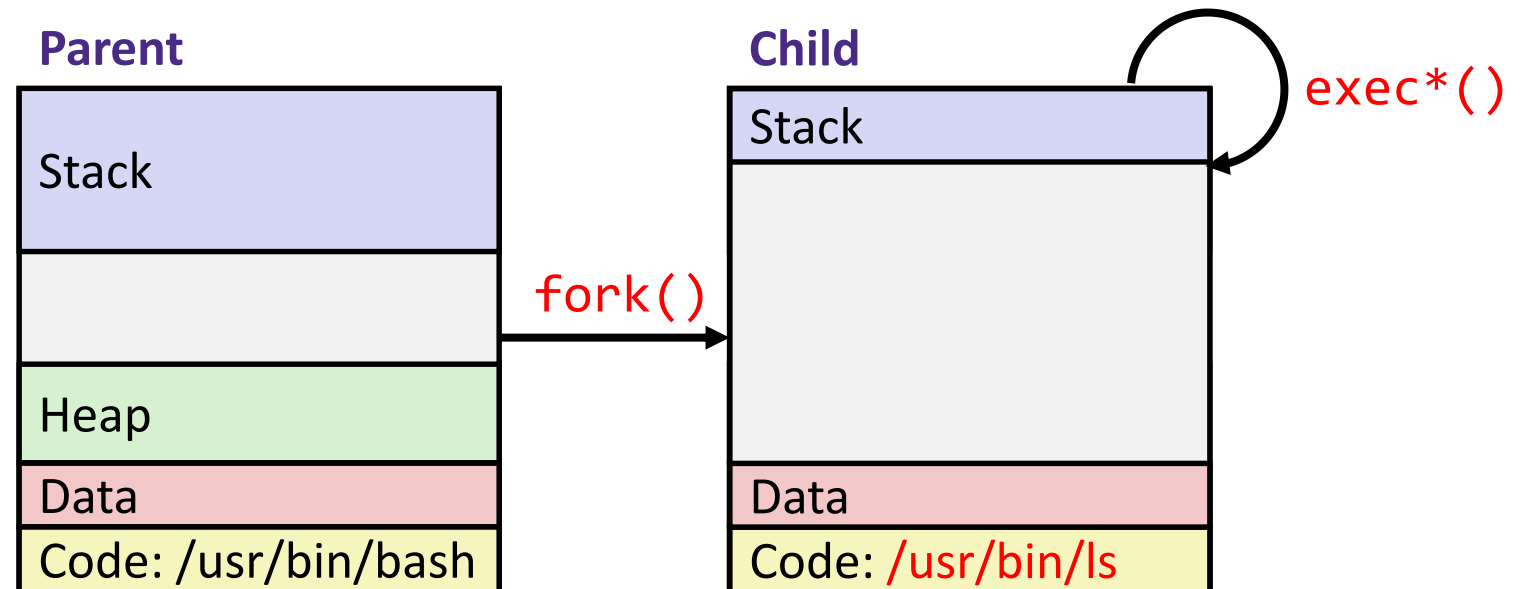 Parent
Stack
Heap
Data
Code: /usr/bin/bash
fork()
Child
Stack
Data
Code: /usr/bin/ls
exec*()